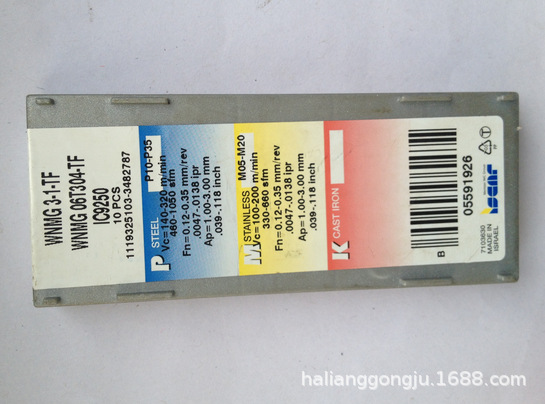 WNMG 3-1-TF
WNMG 06T304-TF
IC9250
10 PCS
1119325103-3482787
P STEEL P10-P35
Vc=140-320 m/min
460-1050 sfm
Fn=0.12-0.35 mm/rev
.0047-.0138 ipr
Ap=1.00-3.00 mm
.039-.118 inch
M STAINLESS M05-M20
Vc=100-200 m/min
330-660 sfm
Fn=0.12-0.35 mm/rev
.0047-.0138 ipr
Ap=1.00-3.00 mm
.039-.118 inch
K CAST IRON
B
05591926
7103630
MADE IN
ISRAEL
halianggongju.1688.com